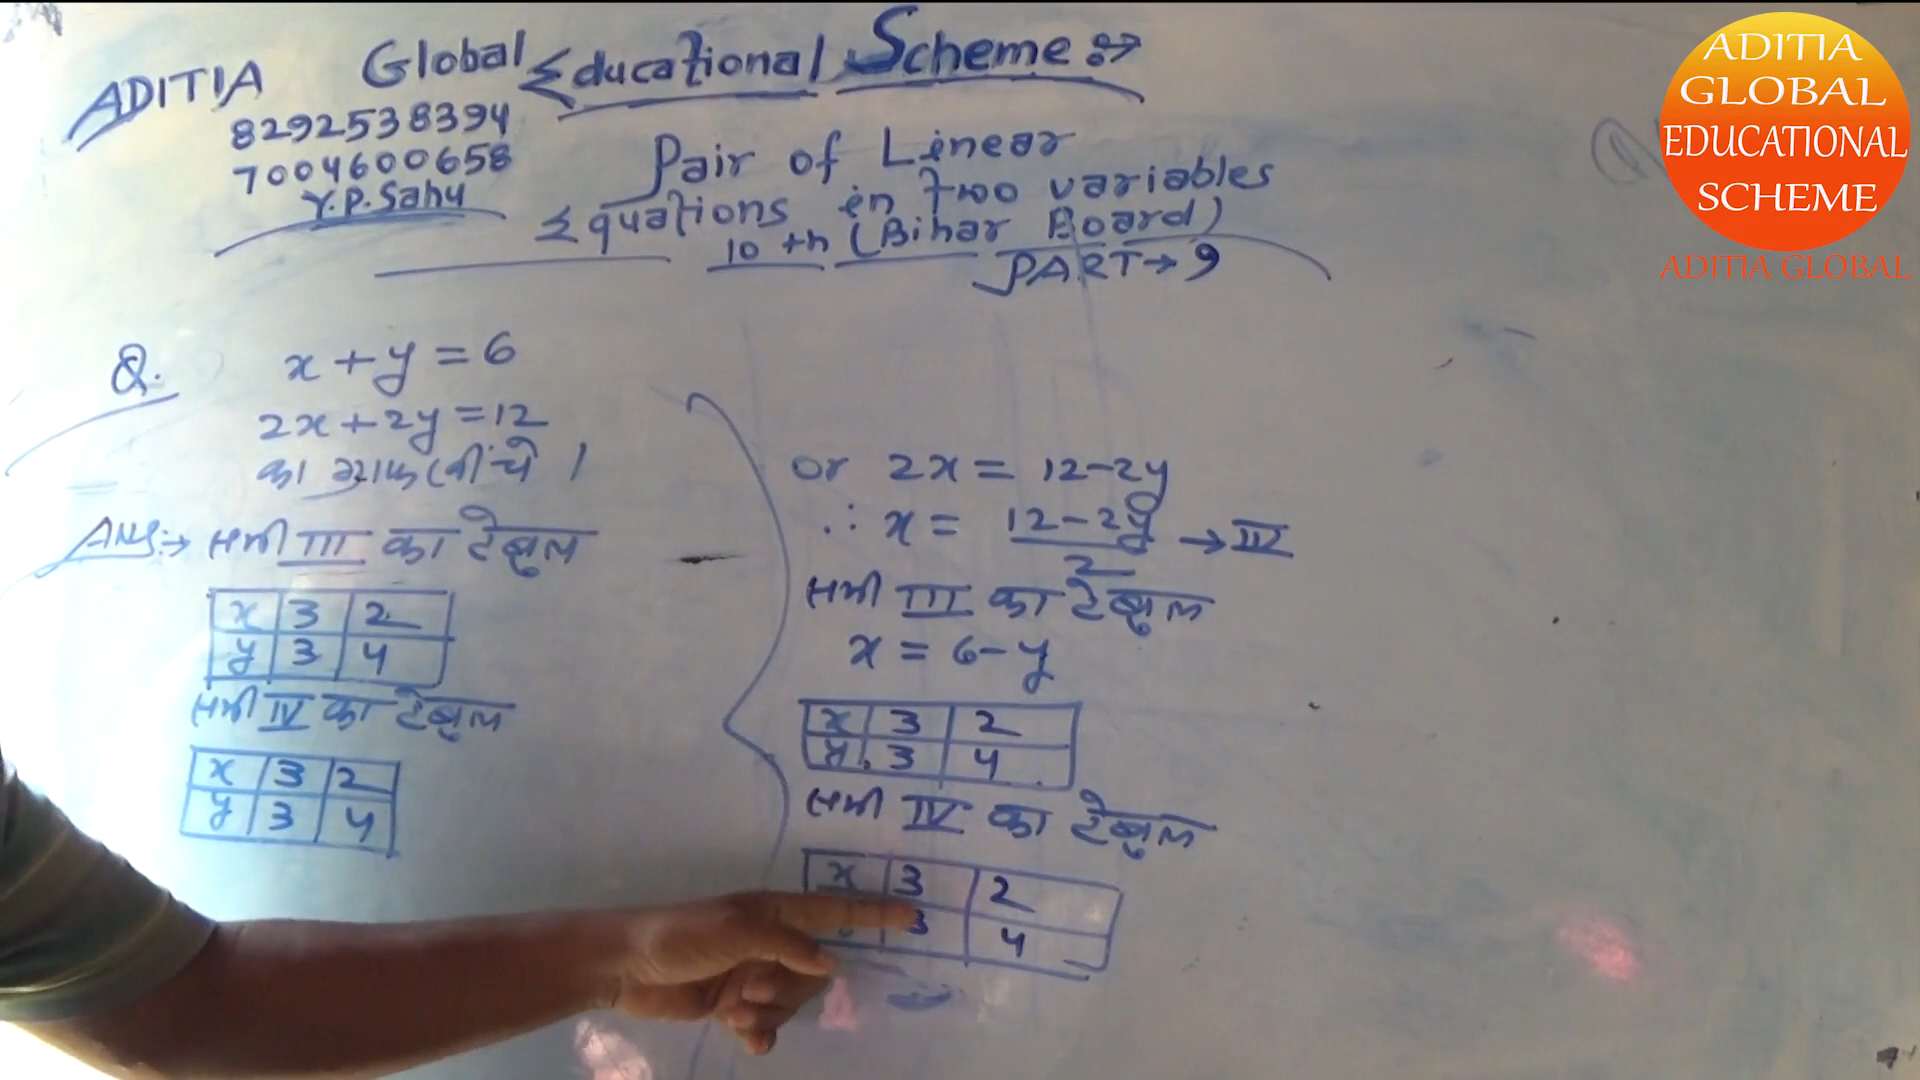 ADITIA Global Educational Scheme :→
8292538394
7004600658
Y.P. Sahu
Pair of Linear
Equations in Two variables
10 th (Bihar Board)
PART → 9
Q. x + y = 6
2x + 2y = 12
का ग्राफ खींचे ।
Ans :→ समी III का टेबुल
x 3 2
y 3 4
समी IV का टेबुल
x 3 2
y 3 4
or 2x = 12 - 2y
∴ x = 12 - 2y / 2 → IV
समी III का टेबुल
x = 6 - y
x 3 2
y 3 4
समी IV का टेबुल
x 3 2
3 4
ADITIA
GLOBAL
EDUCATIONAL
SCHEME
ADITIA GLOBAL